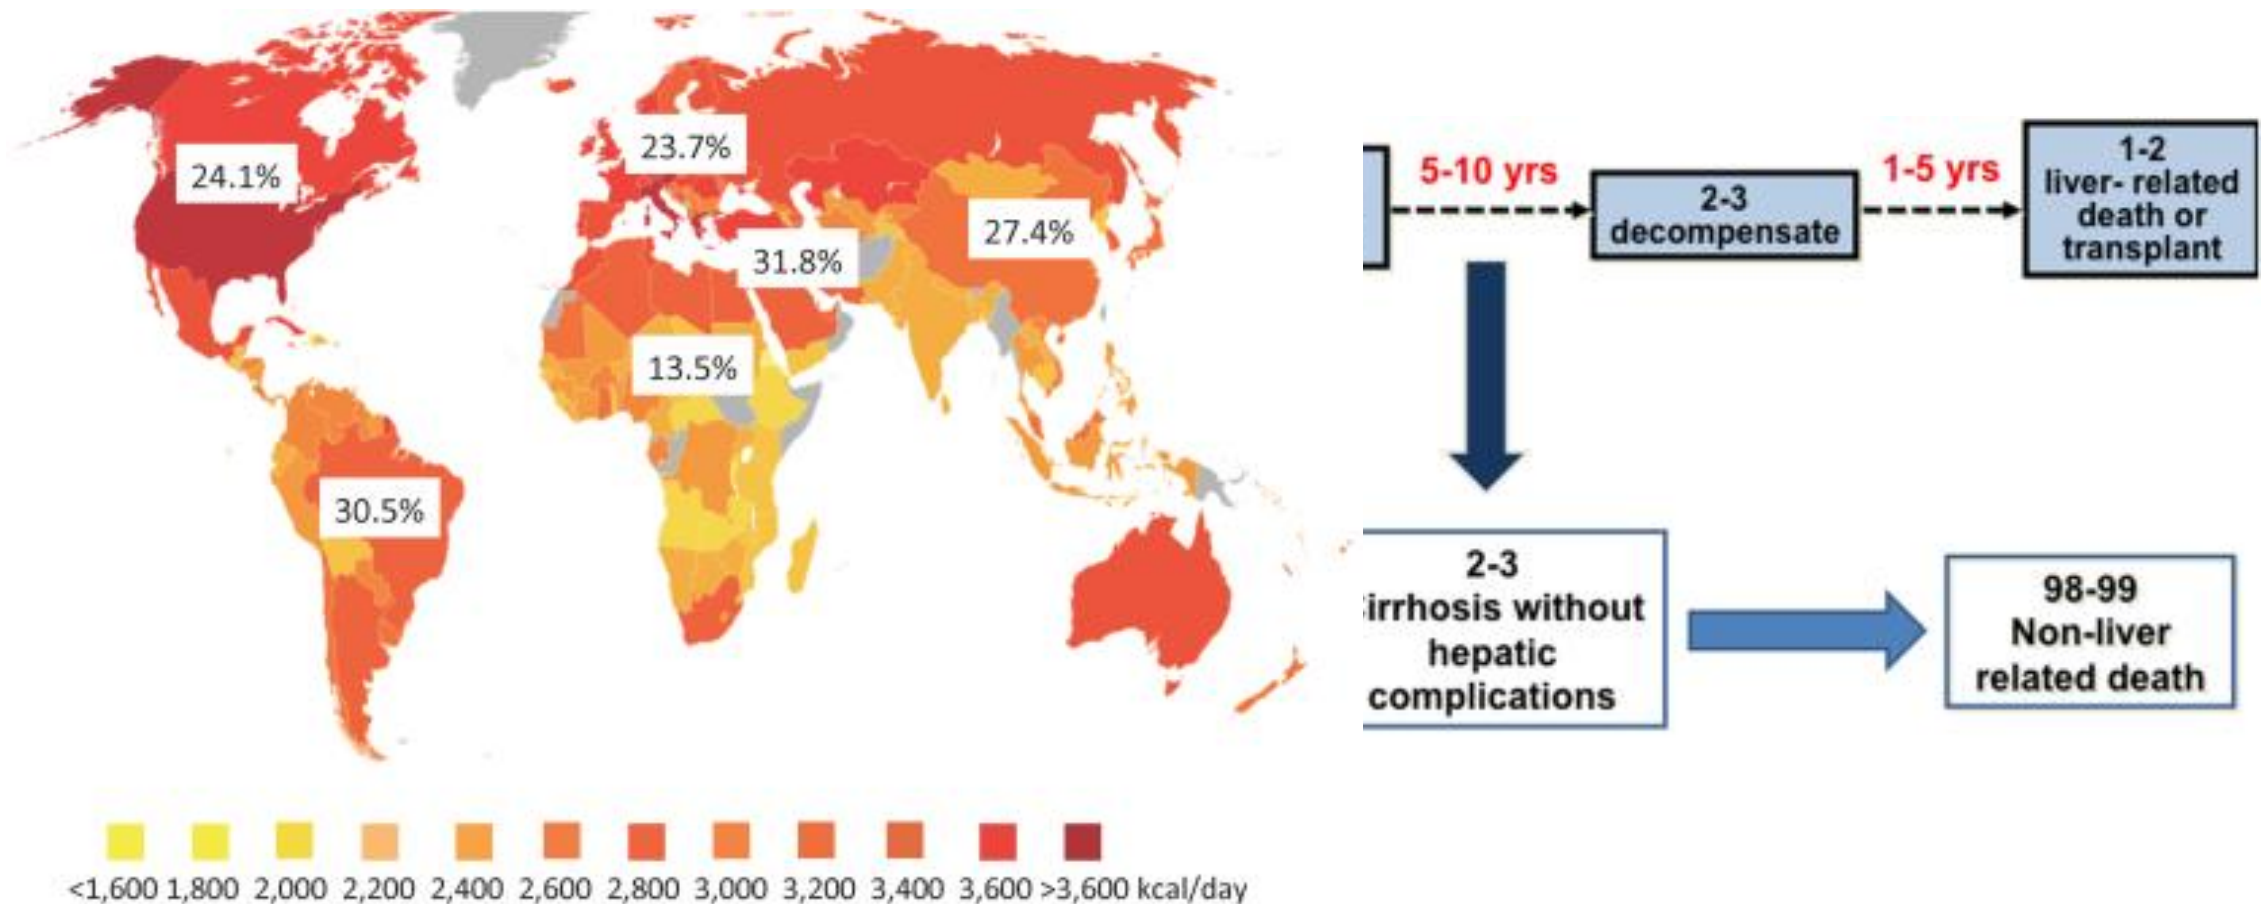 24.1%
23.7%
27.4%
31.8%
13.5%
30.5%
<1,600 1,800 2,000 2,200 2,400 2,600 2,800 3,000 3,200 3,400 3,600 >3,600 kcal/day
5-10 yrs
2-3
decompensate
1-5 yrs
1-2
liver- related
death or
transplant
2-3
irrhosis without
hepatic
complications
98-99
Non-liver
related death